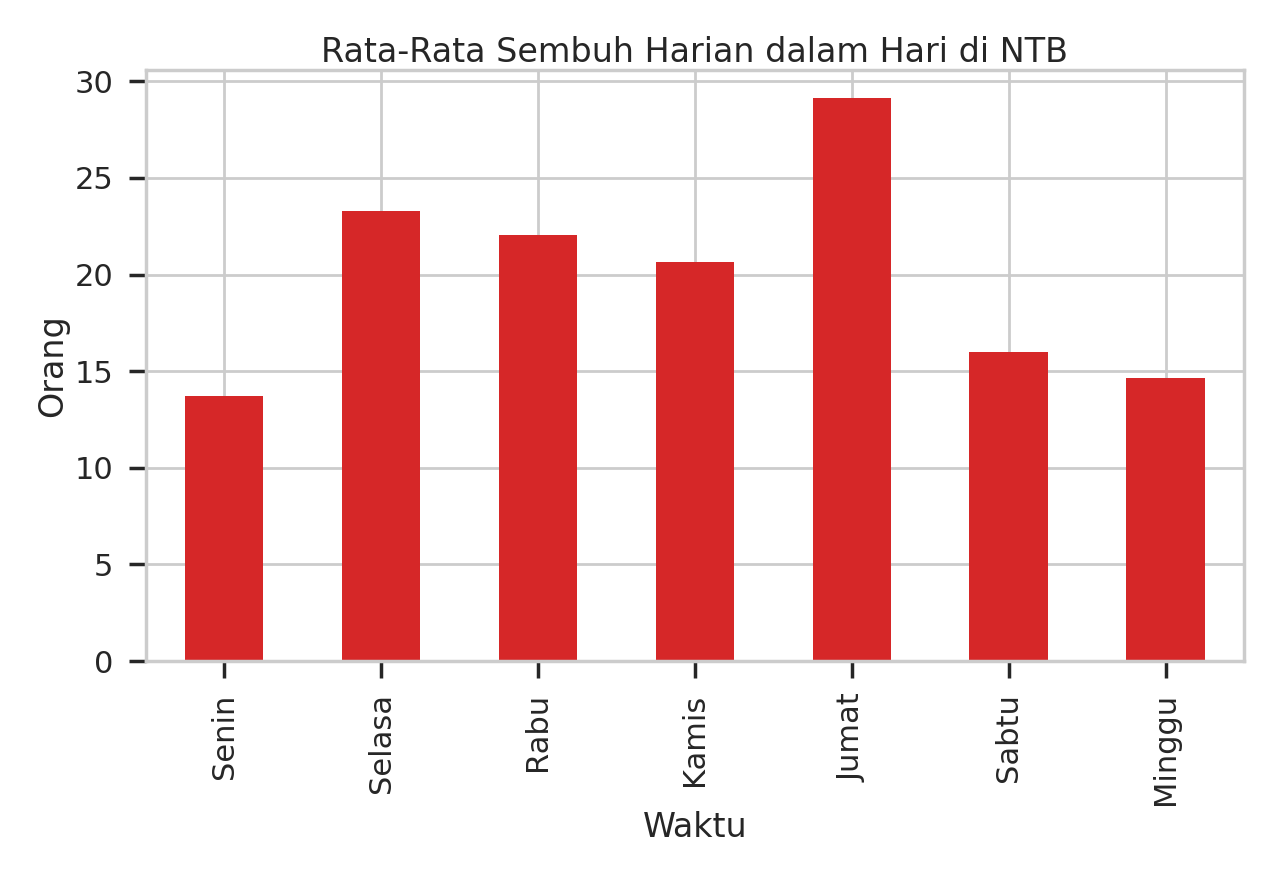 Rata-Rata Sembuh Harian dalam Hari di NTB
30
25
20
15
10
5
0
Orang
Senin
Selasa
Rabu
Kamis
Jumat
Sabtu
Minggu
Waktu